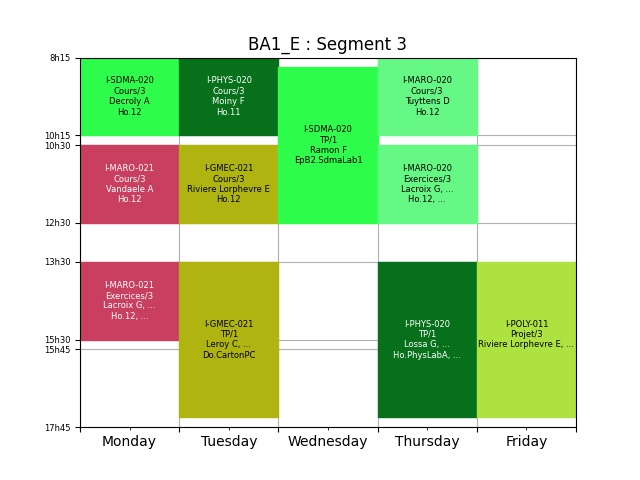 BA1_E : Segment 3
8h15
10h15
10h30
12h30
13h30
15h30
15h45
17h45
I-SDMA-020
Cours/3
Decroly A
Ho.12
I-MARO-021
Cours/3
Vandaele A
Ho.12
I-MARO-021
Exercices/3
Lacroix G, ...
Ho.12, ...
I-PHYS-020
Cours/3
Moiny F
Ho.11
I-GMEC-021
Cours/3
Riviere Lorphevre E
Ho.12
I-GMEC-021
TP/1
Leroy C, ...
Do.CartonPC
I-SDMA-020
TP/1
Ramon F
EpB2.SdmaLab1
I-MARO-020
Cours/3
Tuyttens D
Ho.12
I-MARO-020
Exercices/3
Lacroix G, ...
Ho.12, ...
I-PHYS-020
TP/1
Lossa G, ...
Ho.PhysLabA, ...
I-POLY-011
Projet/3
Riviere Lorphevre E, ...
Monday
Tuesday
Wednesday
Thursday
Friday